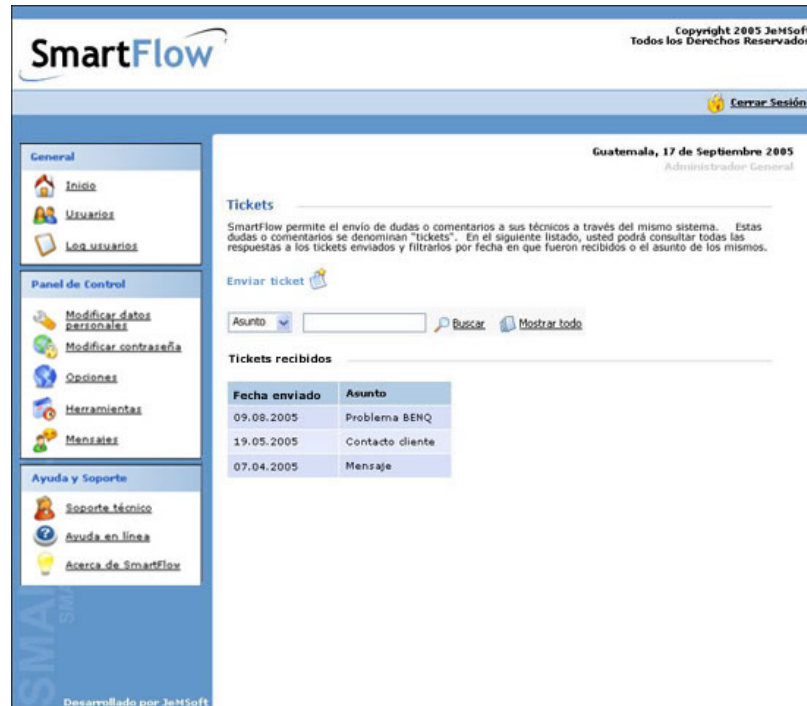 SmartFlow
Copyright 2005 JeMSoft
Todos los Derechos Reservados
Cerrar Sesión
General
Inicio
Usuarios
Log usuarios
Panel de Control
Modificar datos
personales
Modificar contraseña
Opciones
Herramientas
Mensajes
Ayuda y Soporte
Soporte técnico
Ayuda en línea
Acerca de SmartFlow
SMA
SMAR
Desarrollado por JeMSoft
Guatemala, 17 de Septiembre 2005
Administrador General
Tickets
SmartFlow permite el envío de dudas o comentarios a sus técnicos a través del mismo sistema. Estas
dudas o comentarios se denominan "tickets". En el siguiente listado, usted podrá consultar todas las
respuestas a los tickets enviados y filtrarlos por fecha en que fueron recibidos o el asunto de los mismos.
Enviar ticket
Asunto Buscar Mostrar todo
Tickets recibidos
Fecha enviado Asunto
09.08.2005 Problema BENQ
19.05.2005 Contacto cliente
07.04.2005 Mensaje